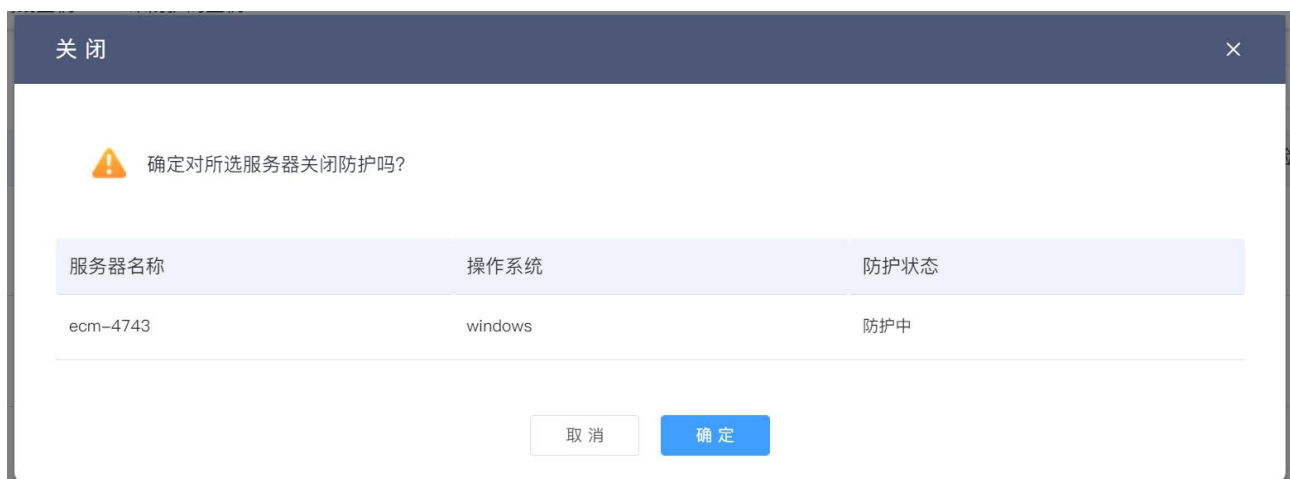 关闭
确定对所选服务器关闭防护吗?
服务器名称 操作系统 防护状态
ecm-4743 windows 防护中
取消 确定